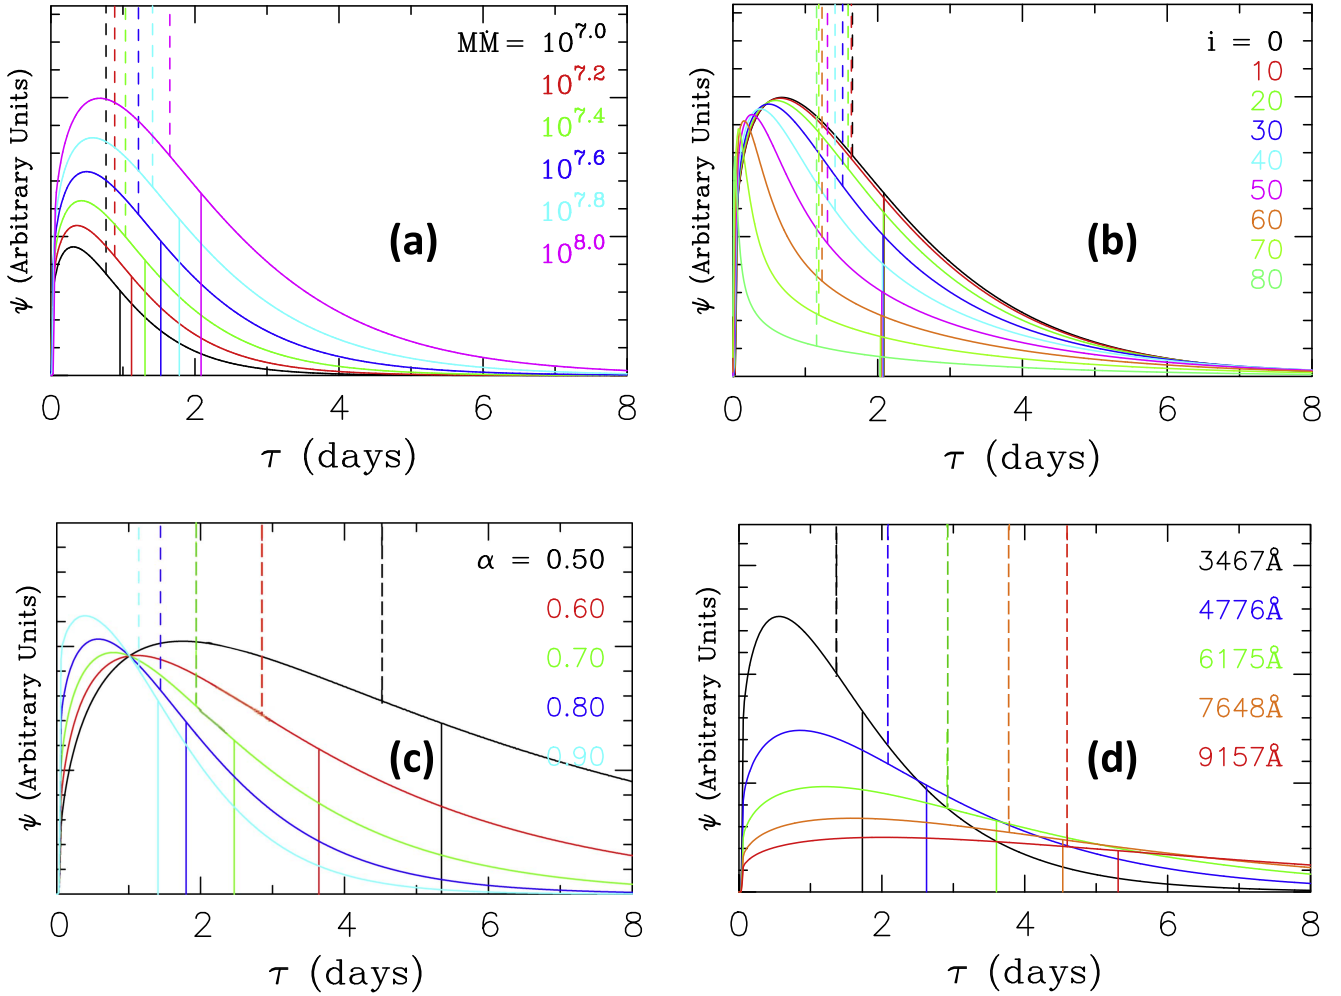 MṀ = 10^7.0
10^7.2
10^7.4
10^7.6
10^7.8
10^8.0
(a)
ψ (Arbitrary Units)
0 2 4 6 8
τ (days)
i = 0
10
20
30
40
50
60
70
80
(b)
ψ (Arbitrary Units)
0 2 4 6 8
τ (days)
α = 0.50
0.60
0.70
0.80
0.90
(c)
ψ (Arbitrary Units)
0 2 4 6 8
τ (days)
3467Å
4776Å
6175Å
7648Å
9157Å
(d)
ψ (Arbitrary Units)
0 2 4 6 8
τ (days)